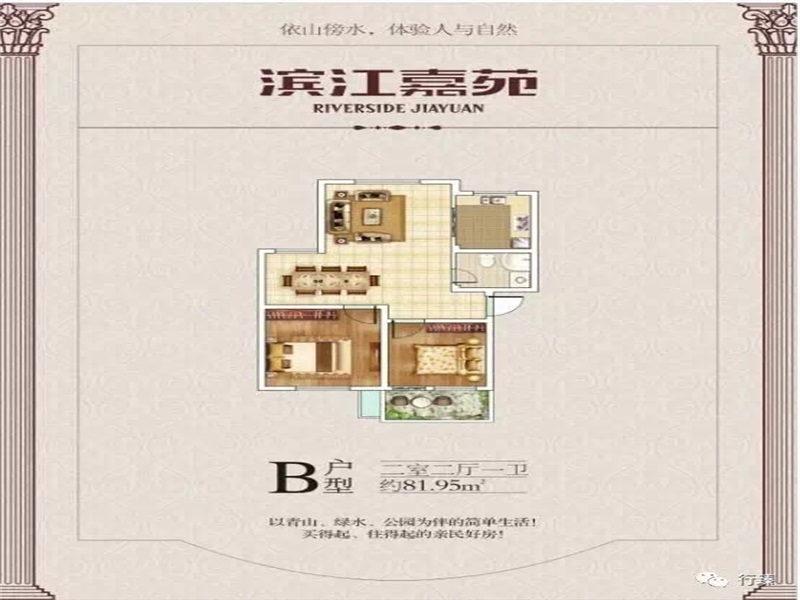 依山傍水，体验人与自然
滨江嘉苑
RIVERSIDE JIAYUAN
B户型
二室二厅一卫
约81.95m²
以青山、绿水、公园为伴的简单生活！
买得起、住得起的亲民好房！
行臻